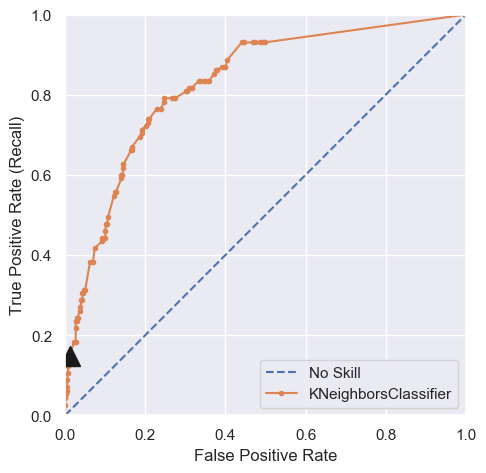 1.0
0.8
0.6
0.4
0.2
0.0
True Positive Rate (Recall)
No Skill
KNeighborsClassifier
0.0 0.2 0.4 0.6 0.8 1.0
False Positive Rate